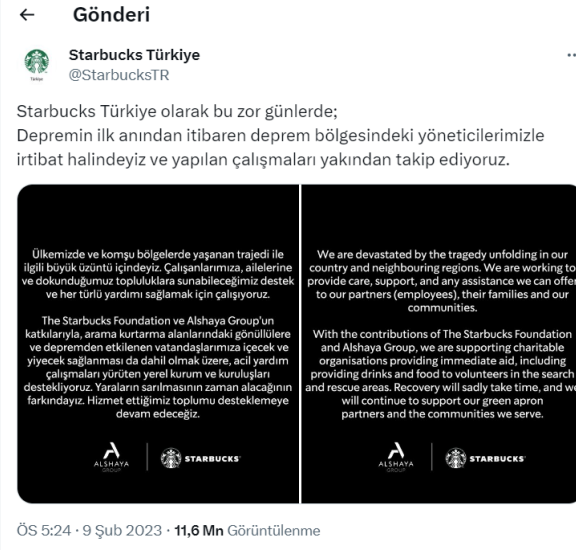 Gönderi
Starbucks Türkiye
@StarbucksTR
Starbucks Türkiye olarak bu zor günlerde;
Depremin ilk anından itibaren deprem bölgesindeki yöneticilerimizle
irtibat halindeyiz ve yapılan çalışmaları yakından takip ediyoruz.
Ülkemizde ve komşu bölgelerde yaşanan trajedi ile
ilgili büyük üzüntü içindeyiz. Çalışanlarımıza, ailelerine
ve dokunduğumuz topluluklara sunabileceğimiz destek
ve her türlü yardımı sağlamak için çalışıyoruz.
The Starbucks Foundation ve Alshaya Group'un
katkılarıyla, arama kurtarma alanlarındaki gönüllülere
ve depremden etkilenen vatandaşlarımıza içecek ve
yiyecek sağlanması da dahil olmak üzere, acil yardım
çalışmaları yürüten yerel kurum ve kuruluşları
destekliyoruz. Yaraların sarılmasının zaman alacağının
farkındayız. Hizmet ettiğimiz toplumu desteklemeye
devam edeceğiz.
ALSHAYA
GROUP
STARBUCKS
We are devastated by the tragedy unfolding in our
country and neighbouring regions. We are working to
provide care, support, and any assistance we can offer
to our partners (employees), their families and our
communities.
With the contributions of The Starbucks Foundation
and Alshaya Group, we are supporting charitable
organisations providing immediate aid, including
providing drinks and food to volunteers in the search
and rescue areas. Recovery will sadly take time, and we
will continue to support our green apron
partners and the communities we serve.
ALSHAYA
GROUP
STARBUCKS
ÖS 5:24 · 9 Şub 2023 · 11,6 Mn Görüntülenme